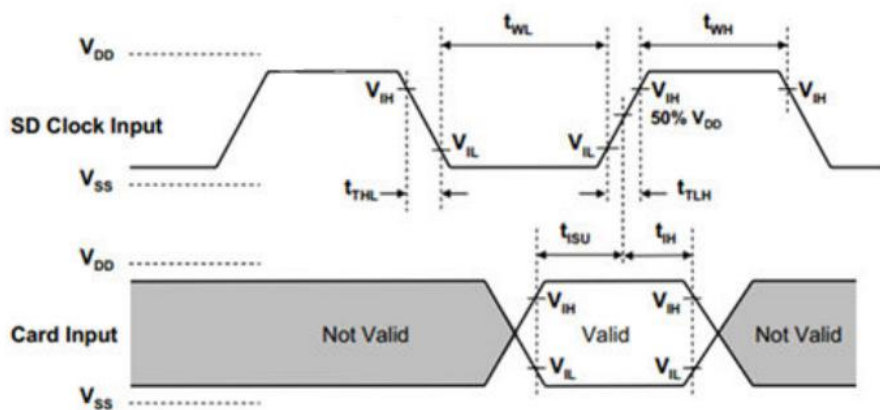 t_WL t_WH
V_DD
V_IH V_IH V_IH
SD Clock Input 50% V_DD
V_IL V_IL
V_SS
t_THL t_TLH
t_ISU t_IH
V_DD
V_IH V_IH
Card Input Not Valid Valid Not Valid
V_IL V_IL
V_SS